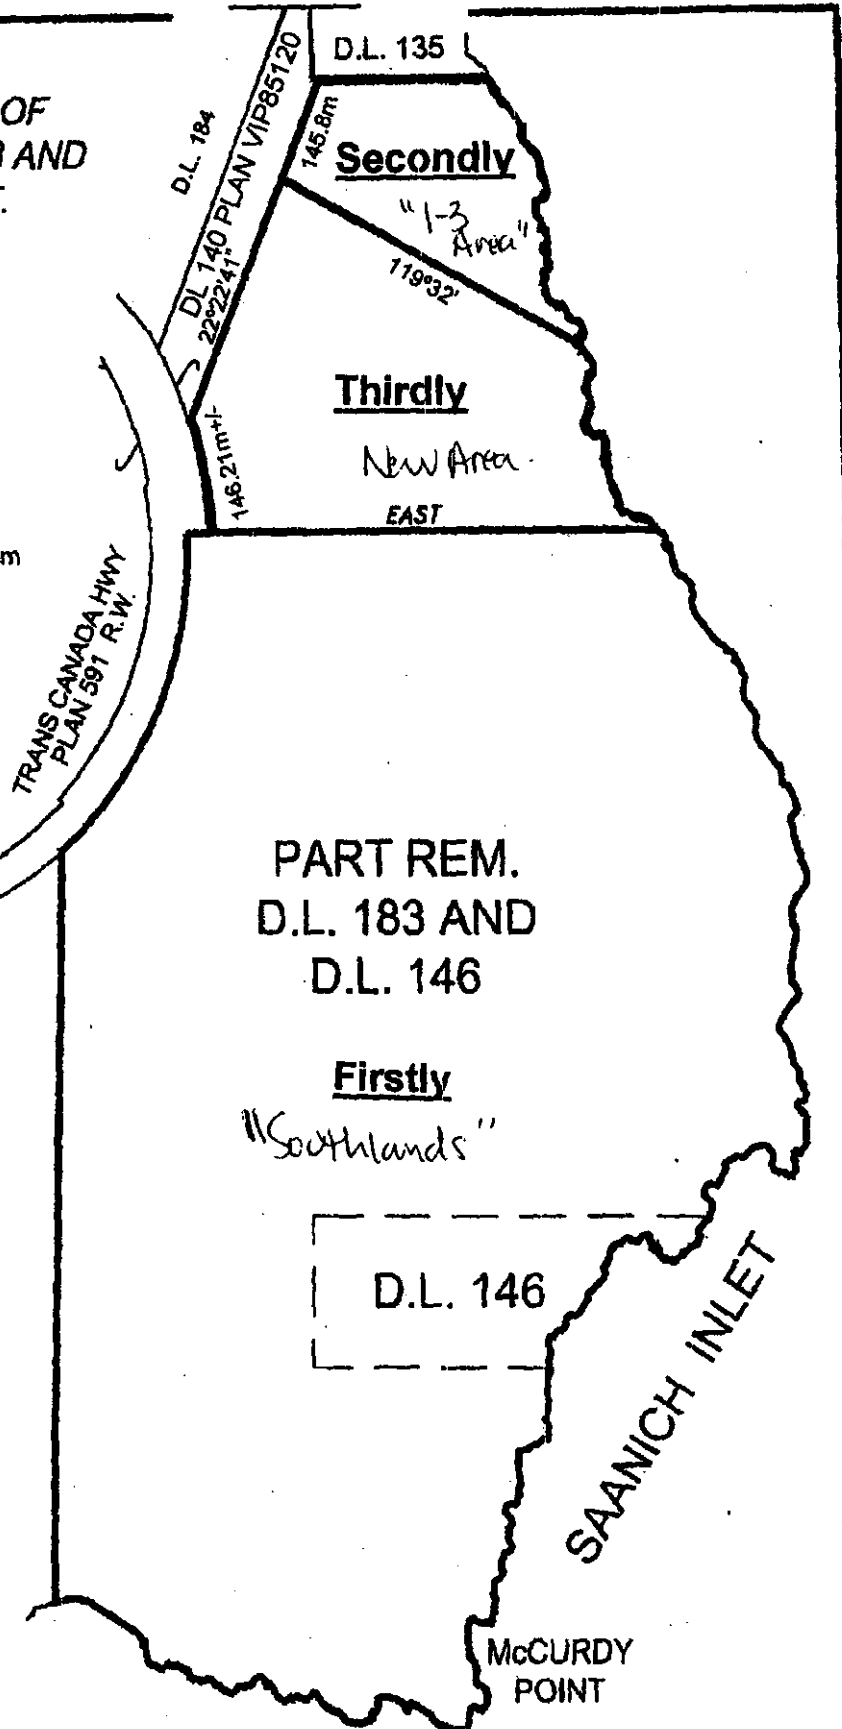 D.L. 135
OF
AND
D.L. 184
DL 140 PLAN VIP85120
22°22'41"
145.8m
Secondly
"1-3
Area"
119°32'
Thirdly
New Area
146.21m+/-
EAST
m
TRANS CANADA HWY
PLAN 591 R.W.
PART REM.
D.L. 183 AND
D.L. 146
Firstly
"Southlands"
D.L. 146
SAANICH INLET
McCURDY
POINT